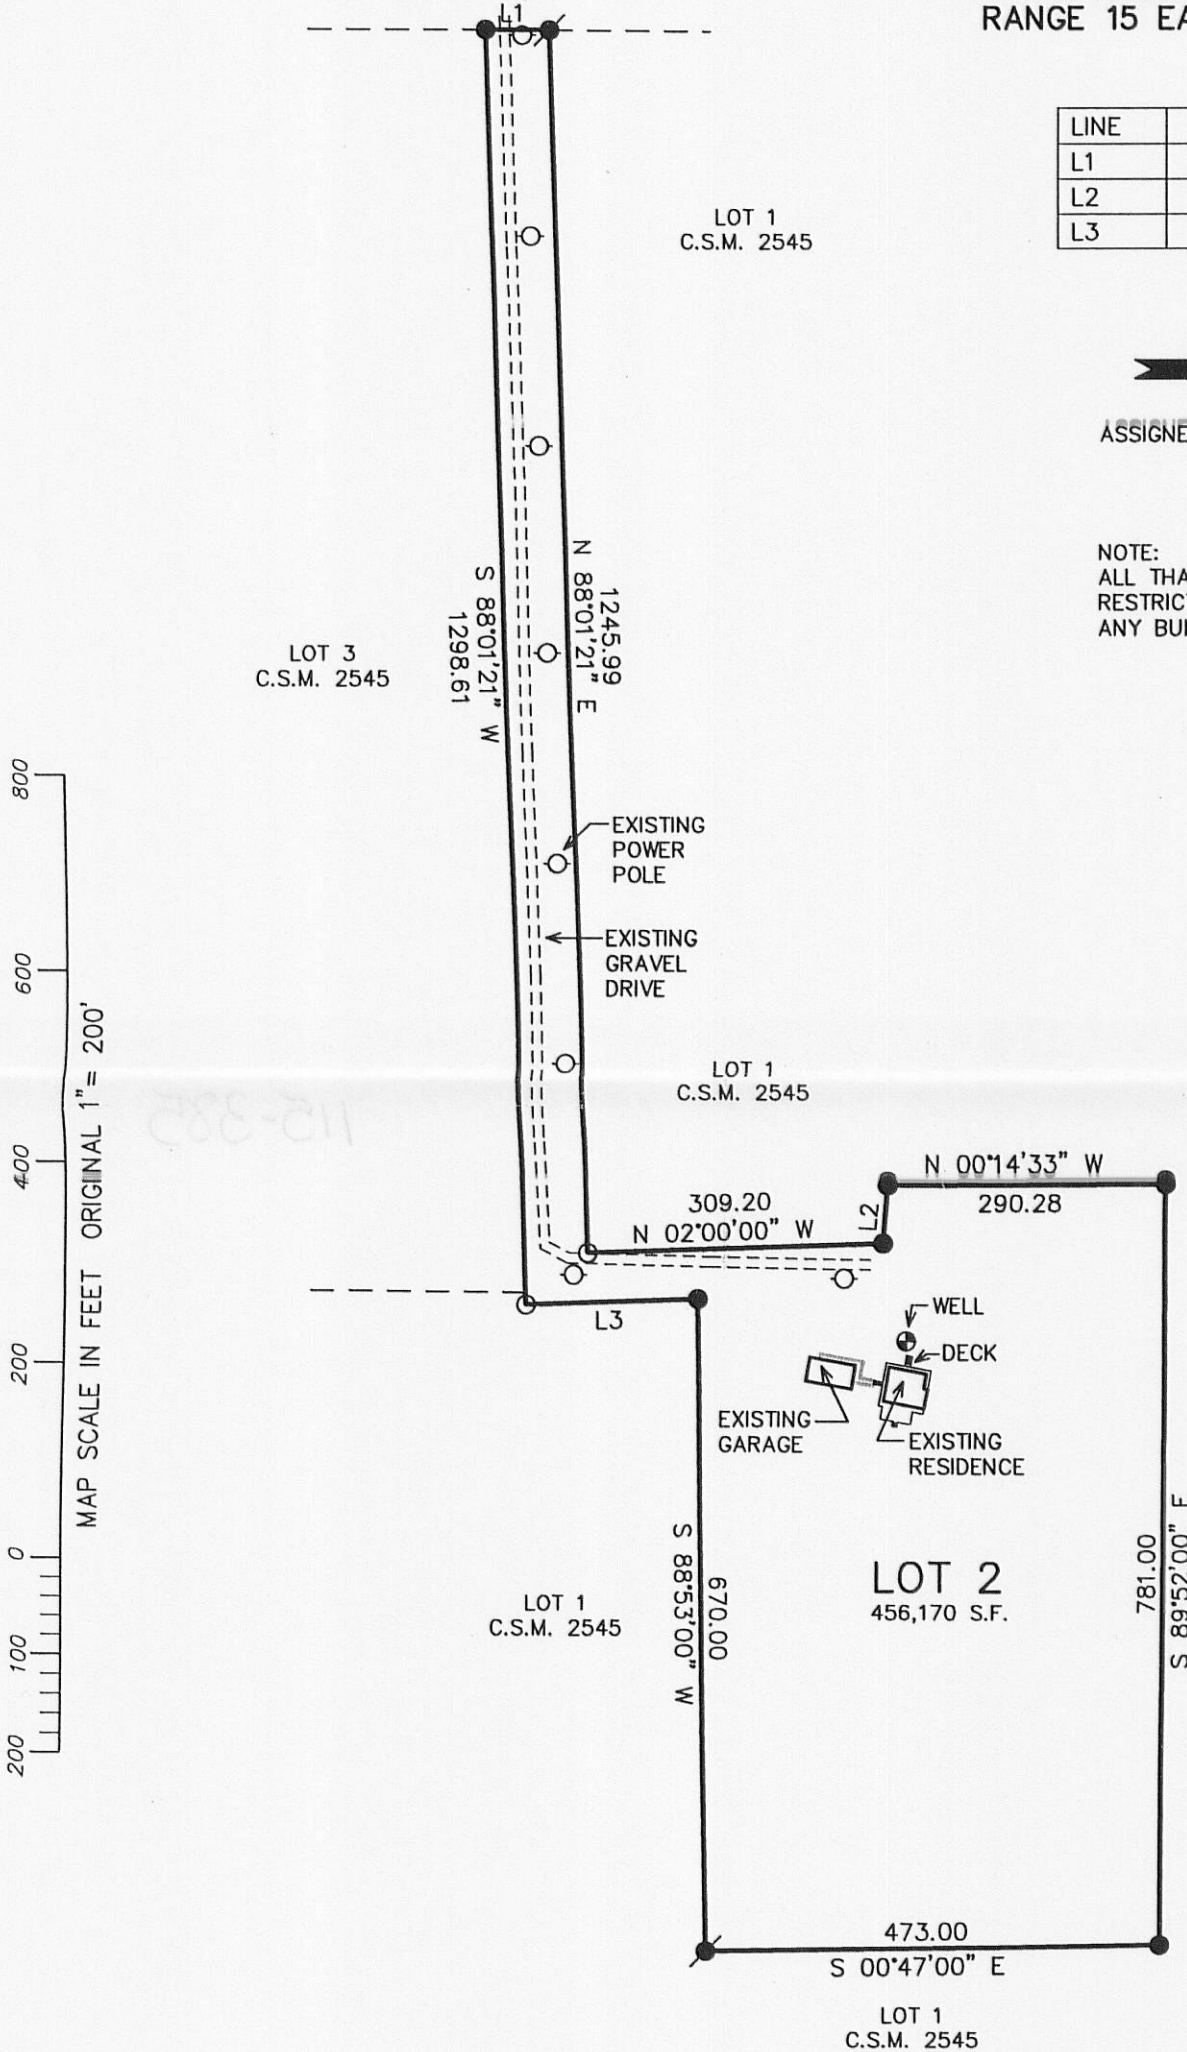 L1
RANGE 15 EA
LINE
L1
L2
L3
LOT 1
C.S.M. 2545
ASSIGNE
NOTE:
ALL THA
RESTRIC
ANY BUI
1245.99
N 88°01'21" E
S 88°01'21" W
1298.61
LOT 3
C.S.M. 2545
EXISTING
POWER
POLE
EXISTING
GRAVEL
DRIVE
800
600
400
200
0
100
200
MAP SCALE IN FEET ORIGINAL 1" = 200'
115-385
LOT 1
C.S.M. 2545
N 00°14'33" W
290.28
309.20
N 02°00'00" W
L2
L3
WELL
DECK
EXISTING
GARAGE
EXISTING
RESIDENCE
670.00
S 88°53'00" W
LOT 2
456,170 S.F.
781.00
S 89°52'00" E
LOT 1
C.S.M. 2545
473.00
S 00°47'00" E
LOT 1
C.S.M. 2545